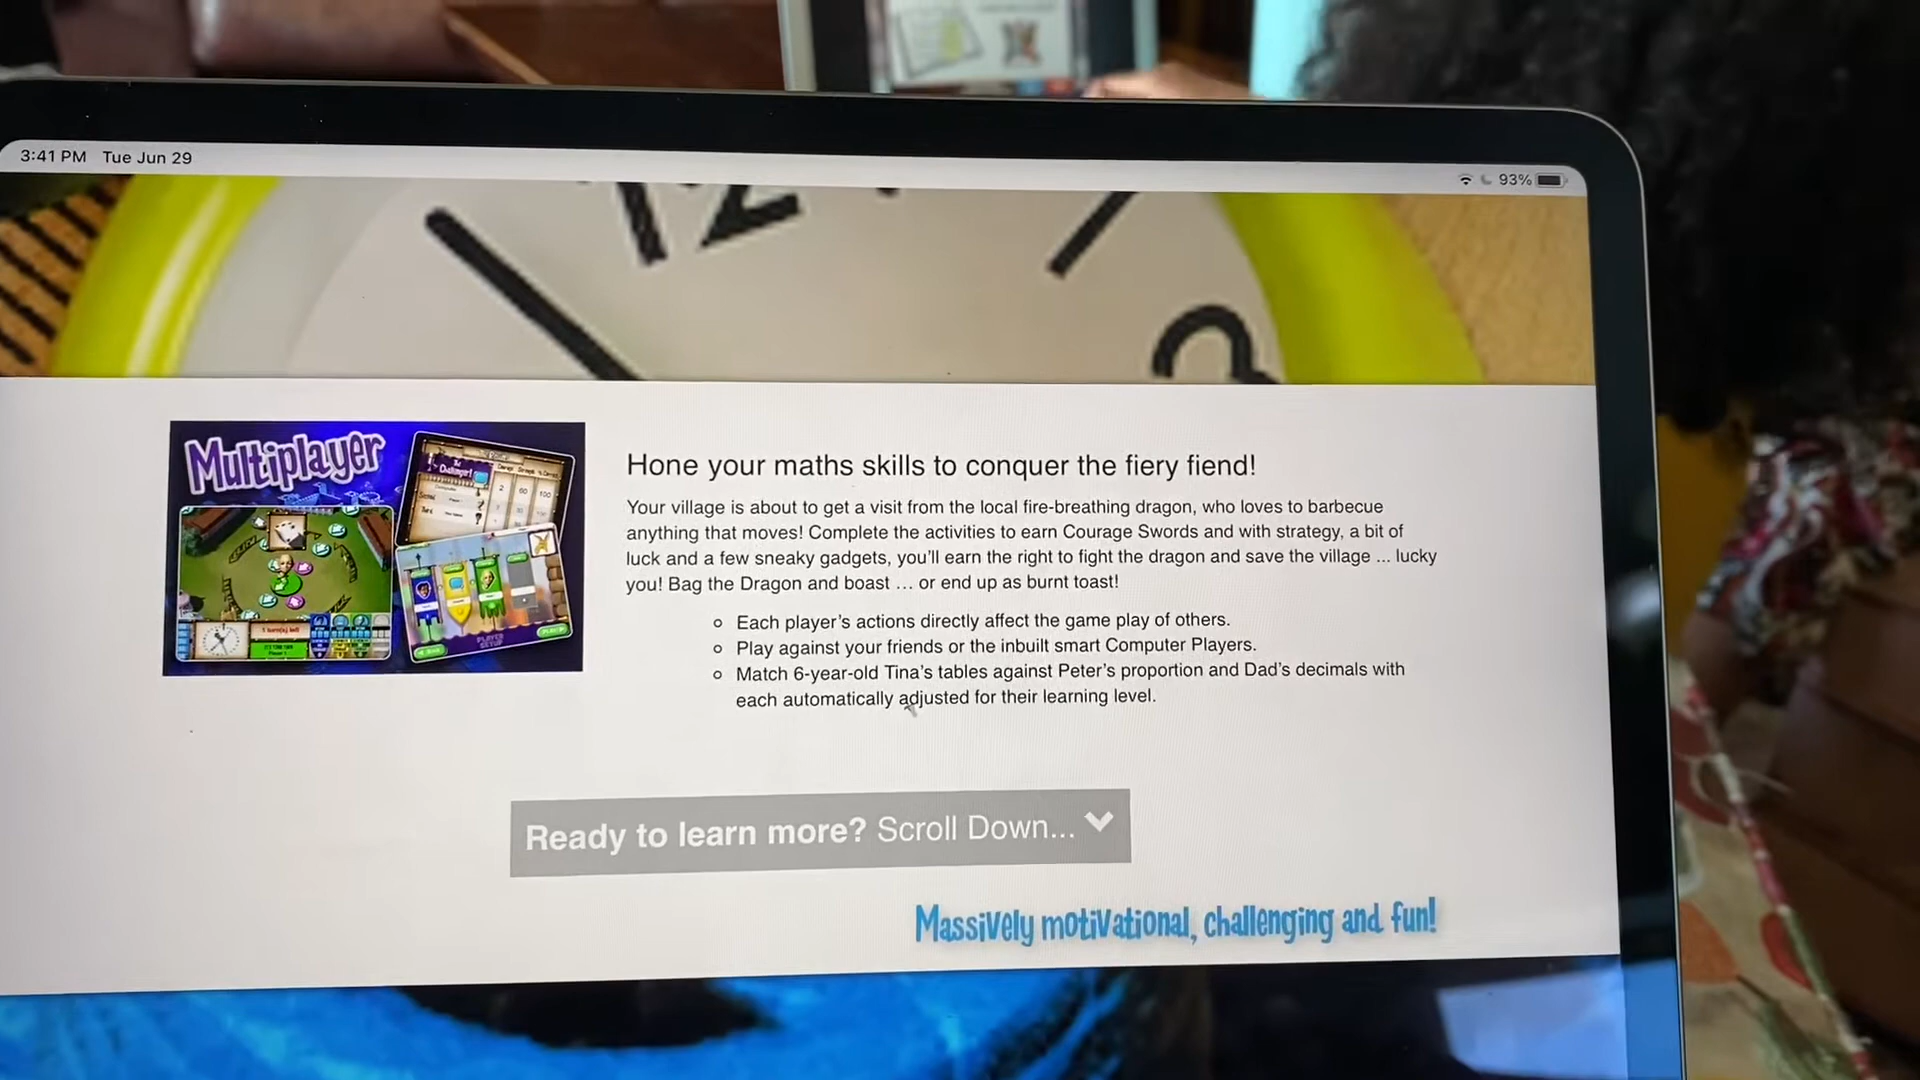 3:41 PM Tue Jun 29
93%
12
Multiplayer
Hone your maths skills to conquer the fiery fiend!
Your village is about to get a visit from the local fire-breathing dragon, who loves to barbecue
anything that moves! Complete the activities to earn Courage Swords and with strategy, a bit of
luck and a few sneaky gadgets, you'll earn the right to fight the dragon and save the village ... lucky
you! Bag the Dragon and boast ... or end up as burnt toast!
Each player's actions directly affect the game play of others.
Play against your friends or the inbuilt smart Computer Players.
Match 6-year-old Tina's tables against Peter's proportion and Dad's decimals with
each automatically adjusted for their learning level.
PLAYER
SETUP
Ready to learn more? Scroll Down...
Massively motivational, challenging and fun!